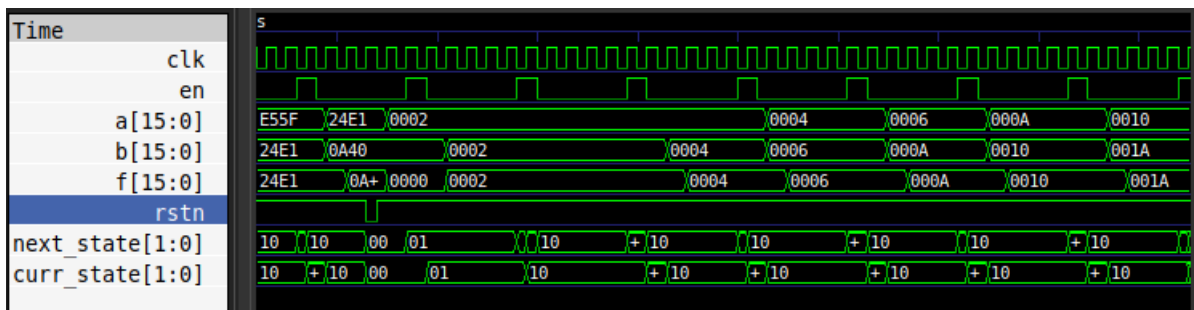 Time s
clk
en
a[15:0] E55F 24E1 0002 0004 0006 000A 0010
b[15:0] 24E1 0A40 0002 0004 0006 000A 0010 001A
f[15:0] 24E1 0A+ 0000 0002 0004 0006 000A 0010 001A
rstn
next_state[1:0] 10 10 00 01 10 + 10 10 + 10 10 + 10
curr_state[1:0] 10 + 10 00 01 10 + 10 + 10 + 10 + 10 + 10